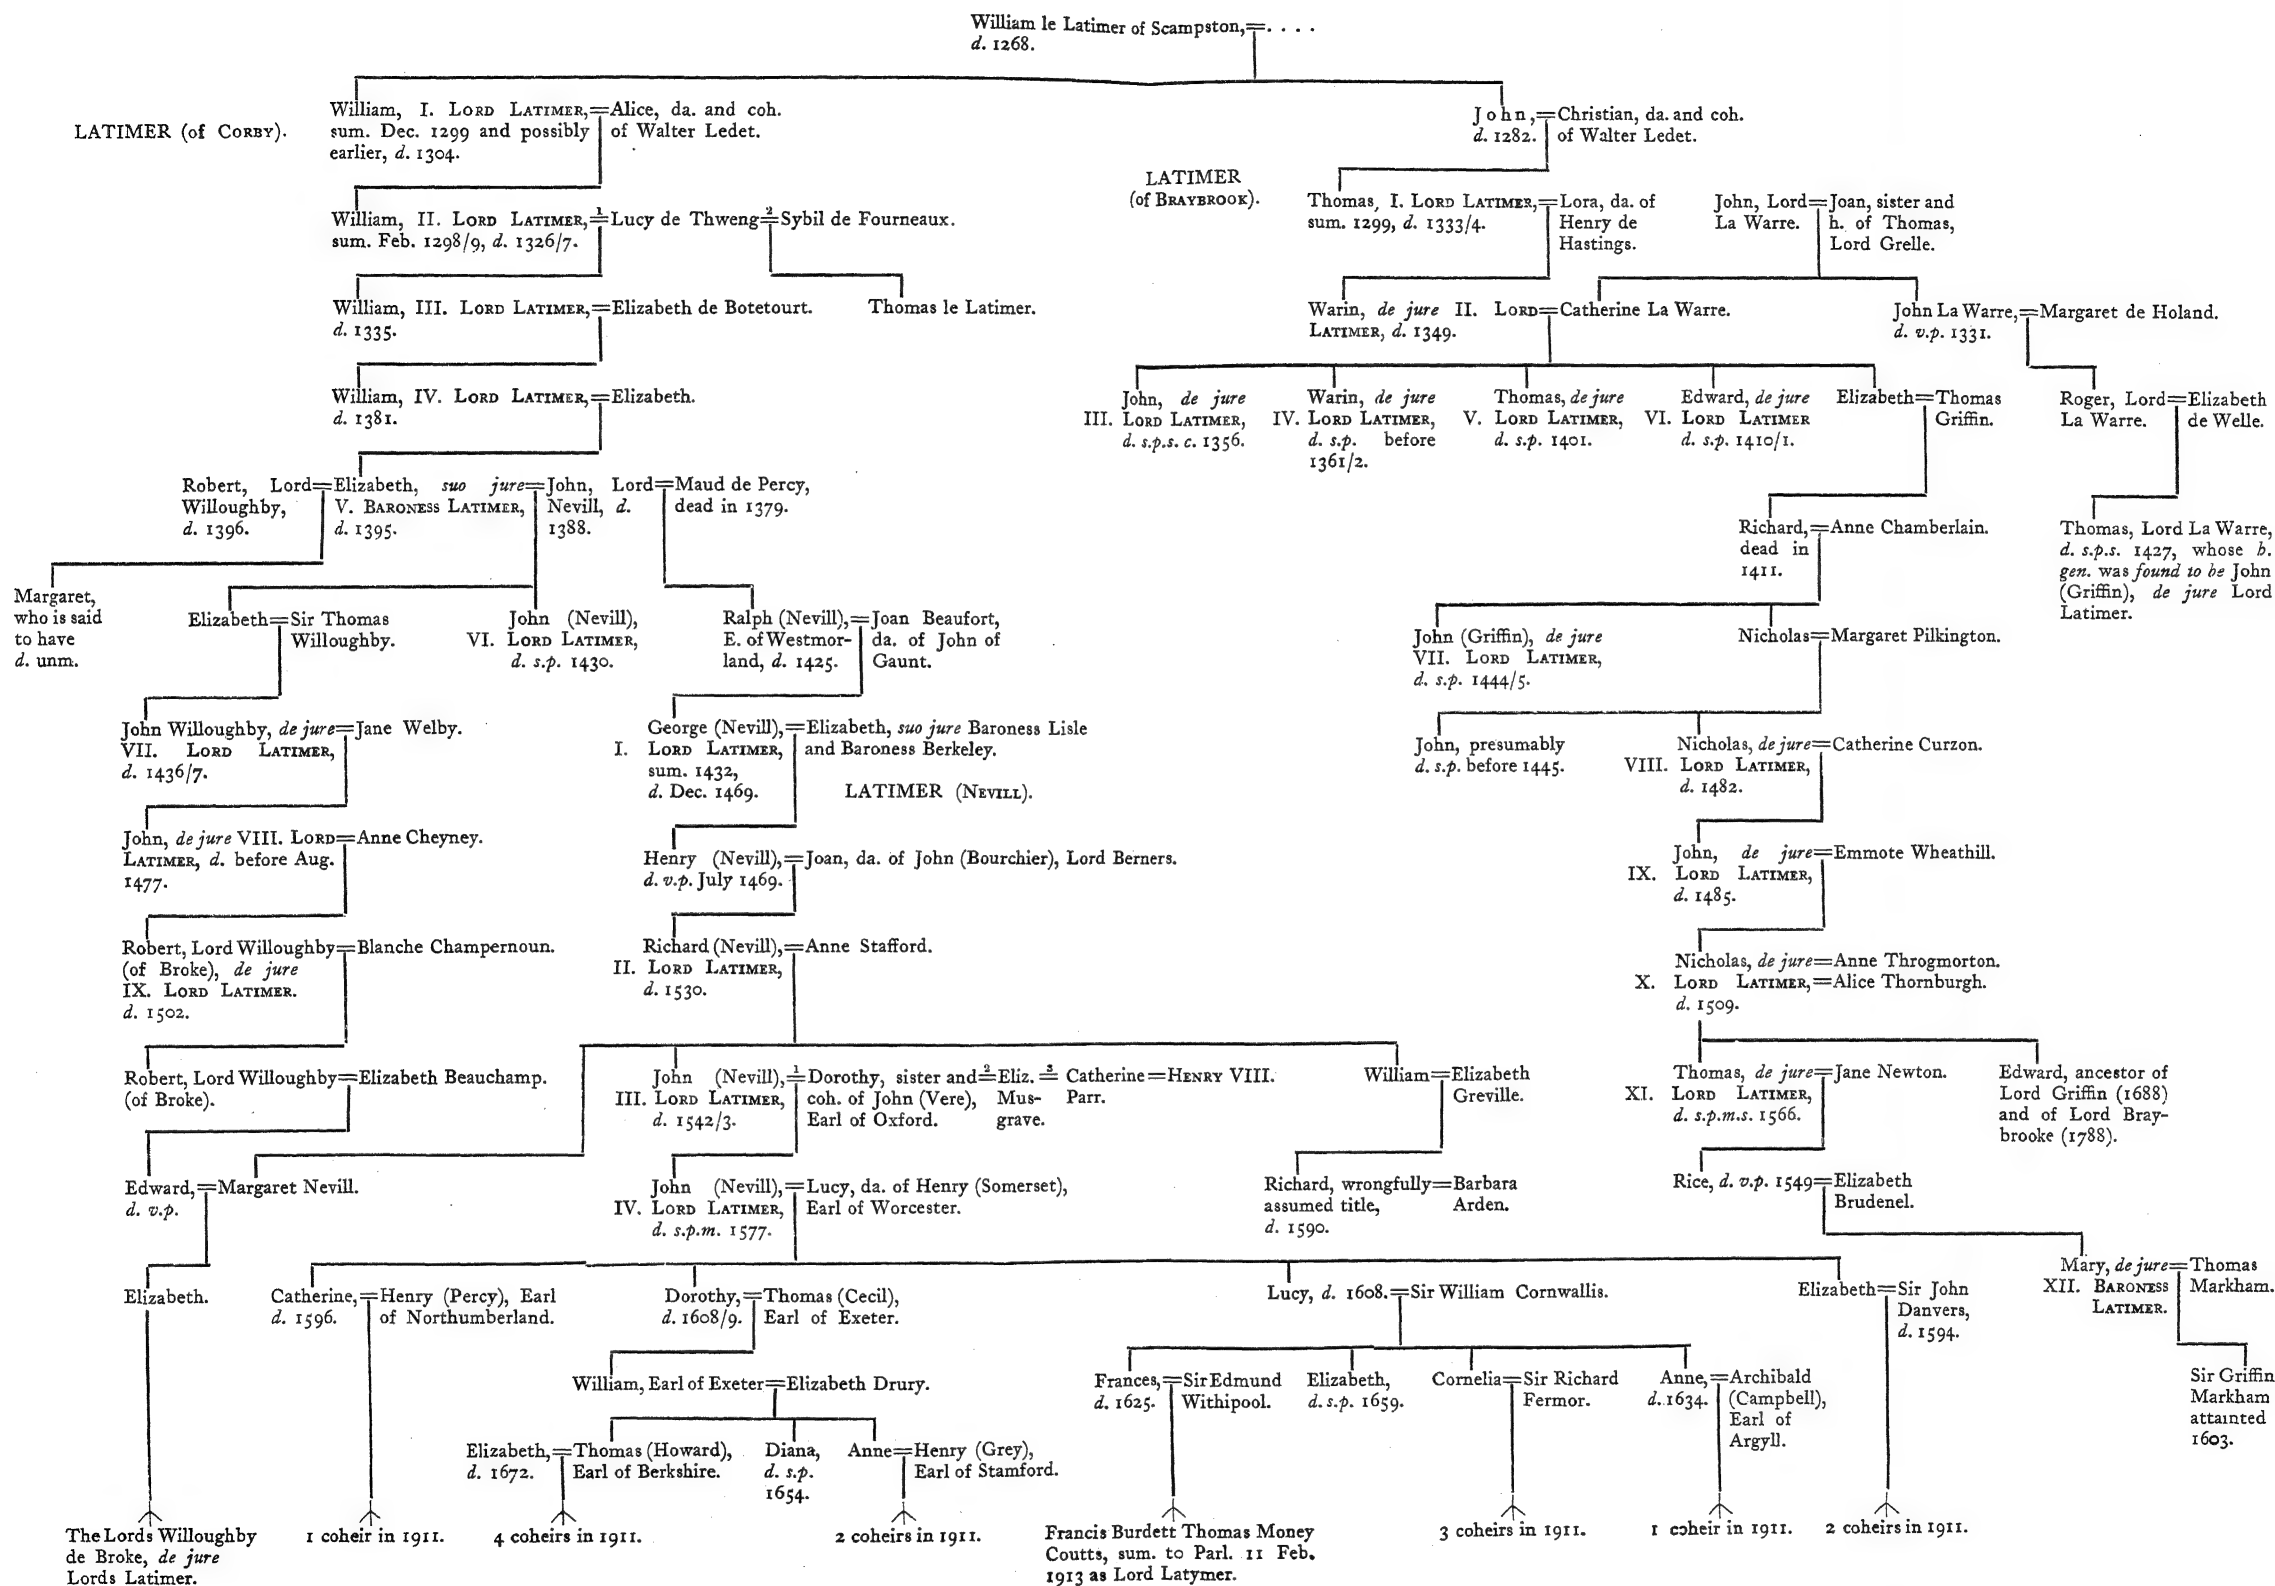 William le Latimer of Scampston,=. . . .
d. 1268.
LATIMER (of CORBY).
William, I. LORD LATIMER,=Alice, da. and coh.
sum. Dec. 1299 and possibly of Walter Ledet.
earlier, d. 1304.
John,=Christian, da. and coh.
d. 1282. of Walter Ledet.
LATIMER
(of BRAYBROOK).
William, II. LORD LATIMER,=1 Lucy de Thweng=2 Sybil de Fourneaux.
sum. Feb. 1298/9, d. 1326/7.
Thomas, I. LORD LATIMER,=Lora, da. of
sum. 1299, d. 1333/4. Henry de
Hastings.
John, Lord=Joan, sister and
La Warre. h. of Thomas,
Lord Grelle.
William, III. LORD LATIMER,=Elizabeth de Botetourt.
d. 1335.
Thomas le Latimer.
Warin, de jure II. LORD=Catherine La Warre.
LATIMER, d. 1349.
John La Warre,=Margaret de Holand.
d. v.p. 1331.
William, IV. LORD LATIMER,=Elizabeth.
d. 1381.
John, de jure
III. LORD LATIMER,
d. s.p.s. c. 1356.
Warin, de jure
IV. LORD LATIMER,
d. s.p. before
1361/2.
Thomas, de jure
V. LORD LATIMER,
d. s.p. 1401.
Edward, de jure
VI. LORD LATIMER
d. s.p. 1410/1.
Elizabeth=Thomas
Griffin.
Roger, Lord=Elizabeth
La Warre. de Welle.
Robert, Lord=Elizabeth, suo jure=John, Lord=Maud de Percy,
Willoughby, V. BARONESS LATIMER, Nevill, d. dead in 1379.
d. 1396. d. 1395. 1388.
Richard,=Anne Chamberlain.
dead in
1411.
Thomas, Lord La Warre,
d. s.p.s. 1427, whose b.
gen. was found to be John
(Griffin), de jure Lord
Latimer.
Margaret,
who is said
to have
d. unm.
Elizabeth=Sir Thomas
Willoughby.
John (Nevill),
VI. LORD LATIMER,
d. s.p. 1430.
Ralph (Nevill),=Joan Beaufort,
E. of Westmor- da. of John of
land, d. 1425. Gaunt.
John (Griffin), de jure
VII. LORD LATIMER,
d. s.p. 1444/5.
Nicholas=Margaret Pilkington.
John Willoughby, de jure=Jane Welby.
VII. LORD LATIMER,
d. 1436/7.
George (Nevill),=Elizabeth, suo jure Baroness Lisle
I. LORD LATIMER, and Baroness Berkeley.
sum. 1432,
d. Dec. 1469.
LATIMER (NEVILL).
John, presumably
d. s.p. before 1445.
Nicholas, de jure=Catherine Curzon.
VIII. LORD LATIMER,
d. 1482.
John, de jure VIII. LORD=Anne Cheyney.
LATIMER, d. before Aug.
1477.
Henry (Nevill),=Joan, da. of John (Bourchier), Lord Berners.
d. v.p. July 1469.
John, de jure=Emmote Wheathill.
IX. LORD LATIMER,
d. 1485.
Robert, Lord Willoughby=Blanche Champernoun.
(of Broke), de jure
IX. LORD LATIMER.
d. 1502.
Richard (Nevill),=Anne Stafford.
II. LORD LATIMER,
d. 1530.
Nicholas, de jure=Anne Throgmorton.
X. LORD LATIMER,=Alice Thornburgh.
d. 1509.
Robert, Lord Willoughby=Elizabeth Beauchamp.
(of Broke).
John (Nevill),=1 Dorothy, sister and=2 Eliz. =3 Catherine=HENRY VIII.
III. LORD LATIMER, coh. of John (Vere), Mus- Parr.
d. 1542/3. Earl of Oxford. grave.
William=Elizabeth
Greville.
Thomas, de jure=Jane Newton.
XI. LORD LATIMER,
d. s.p.m.s. 1566.
Edward, ancestor of
Lord Griffin (1688)
and of Lord Bray-
brooke (1788).
Edward,=Margaret Nevill.
d. v.p.
John (Nevill),=Lucy, da. of Henry (Somerset),
IV. LORD LATIMER, Earl of Worcester.
d. s.p.m. 1577.
Richard, wrongfully=Barbara
assumed title, Arden.
d. 1590.
Rice, d. v.p. 1549=Elizabeth
Brudenel.
Elizabeth.
Catherine,=Henry (Percy), Earl
d. 1596. of Northumberland.
Dorothy,=Thomas (Cecil),
d. 1608/9. Earl of Exeter.
Lucy, d. 1608.=Sir William Cornwallis.
Elizabeth=Sir John
Danvers,
d. 1594.
Mary, de jure=Thomas
XII. BARONESS Markham.
LATIMER.
William, Earl of Exeter=Elizabeth Drury.
Frances,=Sir Edmund
d. 1625. Withipool.
Elizabeth,
d. s.p. 1659.
Cornelia=Sir Richard
Fermor.
Anne,=Archibald
d. 1634. (Campbell),
Earl of
Argyll.
Sir Griffin
Markham
attainted
1603.
Elizabeth,=Thomas (Howard),
d. 1672. Earl of Berkshire.
Diana,
d. s.p.
1654.
Anne=Henry (Grey),
Earl of Stamford.
The Lords Willoughby
de Broke, de jure
Lords Latimer.
1 coheir in 1911.
4 coheirs in 1911.
2 coheirs in 1911.
Francis Burdett Thomas Money
Coutts, sum. to Parl. 11 Feb.
1913 as Lord Latymer.
3 coheirs in 1911.
1 coheir in 1911.
2 coheirs in 1911.